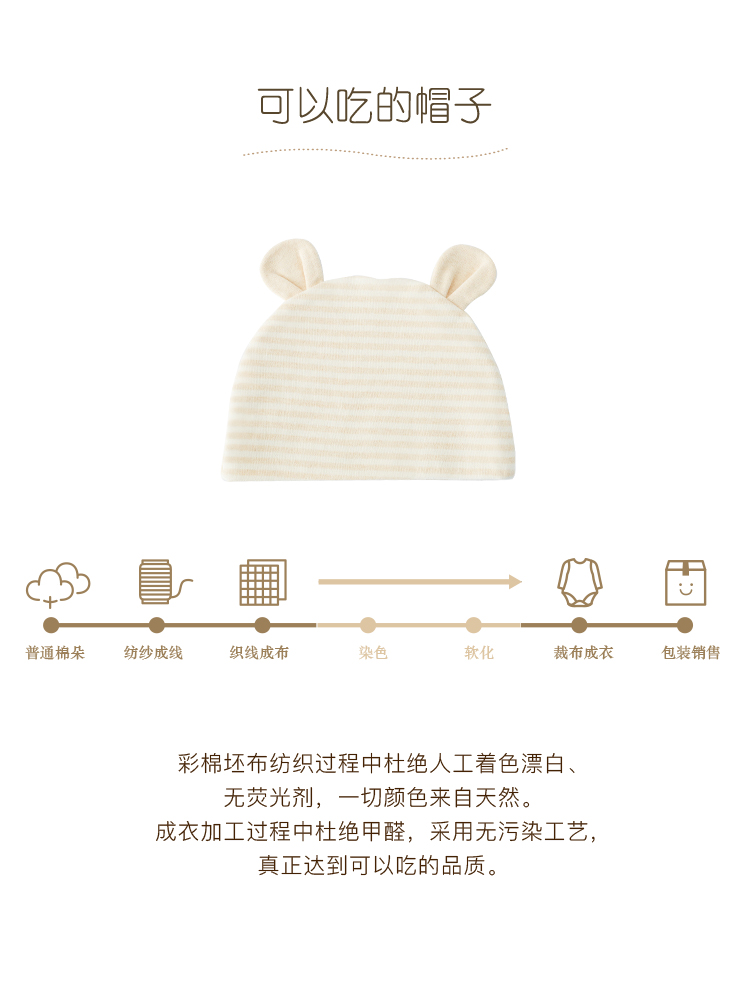 可以吃的帽子
普通棉朵 纺纱成线 织线成布 染色 软化 裁布成衣 包装销售
彩棉坯布纺织过程中杜绝人工着色漂白、
无荧光剂，一切颜色来自天然。
成衣加工过程中杜绝甲醛，采用无污染工艺，
真正达到可以吃的品质。